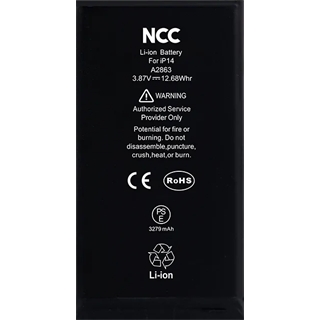 NCC
Li-ion Battery
For iP14
A2863
3.87V⎓12.68Whr
WARNING
Authorized Service
Provider Only
Potential for fire or
burning. Do not
disassemble,puncture,
crush,heat,or burn.
CE RoHS
PS
E
3279mAh
Li-ion